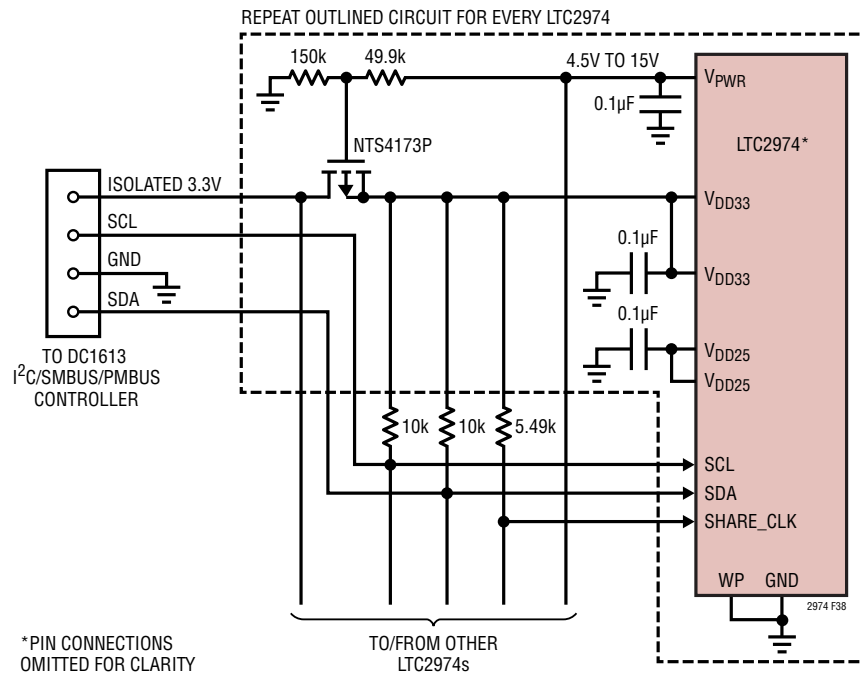 REPEAT OUTLINED CIRCUIT FOR EVERY LTC2974
150k
49.9k
4.5V TO 15V
0.1µF
VPWR
LTC2974*
NTS4173P
ISOLATED 3.3V
SCL
GND
SDA
TO DC1613
I2C/SMBUS/PMBUS
CONTROLLER
VDD33
0.1µF
VDD33
0.1µF
VDD25
VDD25
10k
10k
5.49k
SCL
SDA
SHARE_CLK
WP
GND
2974 F38
*PIN CONNECTIONS
OMITTED FOR CLARITY
TO/FROM OTHER
LTC2974s